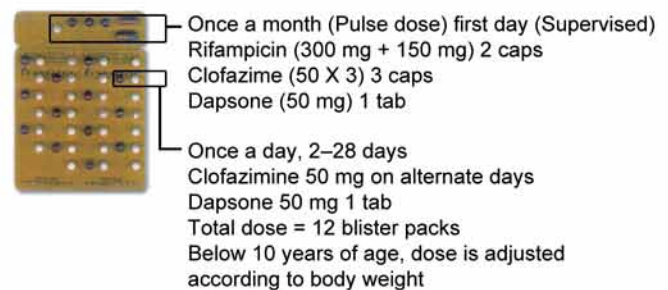 Once a month (Pulse dose) first day (Supervised)
Rifampicin (300 mg + 150 mg) 2 caps
Clofazime (50 X 3) 3 caps
Dapsone (50 mg) 1 tab
Once a day, 2–28 days
Clofazimine 50 mg on alternate days
Dapsone 50 mg 1 tab
Total dose = 12 blister packs
Below 10 years of age, dose is adjusted
according to body weight